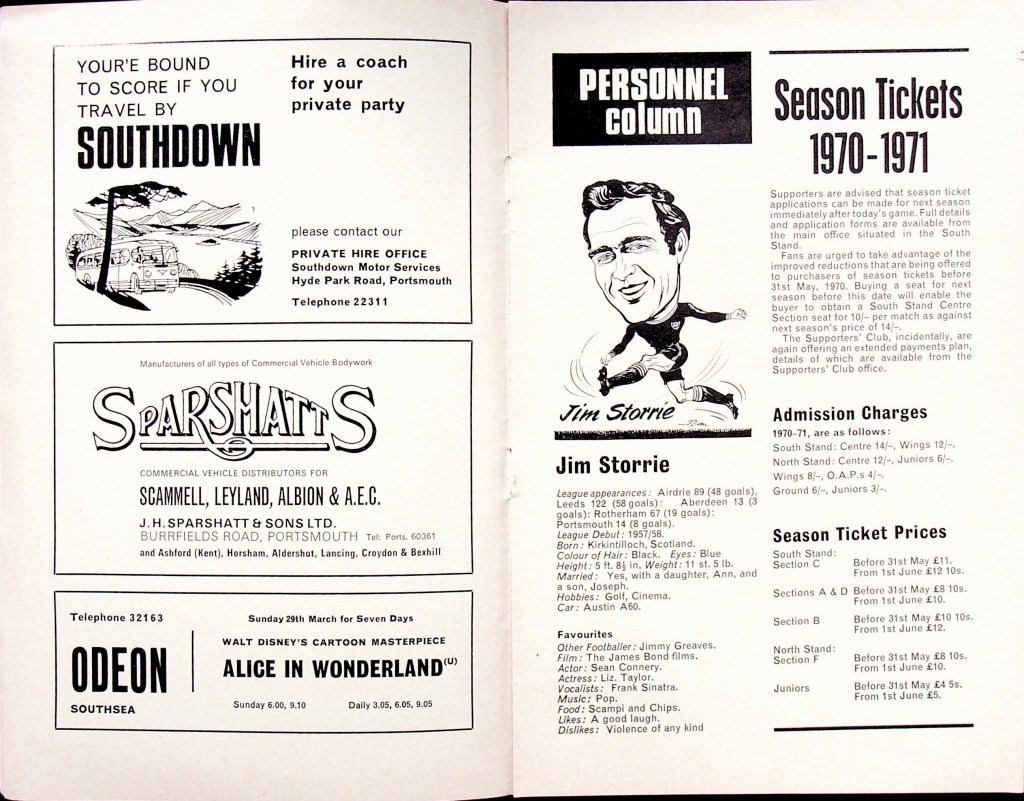 YOUR'E BOUND
TO SCORE IF YOU
TRAVEL BY
SOUTHDOWN
Hire a coach
for your
private party
please contact our
PRIVATE HIRE OFFICE
Southdown Motor Services
Hyde Park Road, Portsmouth
Telephone 22311
Manufacturers of all types of Commercial Vehicle Bodywork
SPARSHATTS
COMMERCIAL VEHICLE DISTRIBUTORS FOR
SCAMMELL, LEYLAND, ALBION & A.E.C.
J. H. SPARSHATT & SONS LTD.
BURRFIELDS ROAD, PORTSMOUTH Tel: Ports. 60361
and Ashford (Kent), Horsham, Aldershot, Lancing, Croydon & Bexhill
Telephone 32163
ODEON
SOUTHSEA
Sunday 29th March for Seven Days
WALT DISNEY'S CARTOON MASTERPIECE
ALICE IN WONDERLAND (U)
Sunday 6.00, 9.10 Daily 3.05, 6.05, 9.05
PERSONNEL
column
Jim Storrie
Jim Storrie
League appearances: Airdrie 89 (48 goals),
Leeds 122 (58 goals): Aberdeen 13 (3
goals): Rotherham 67 (19 goals):
Portsmouth 14 (8 goals).
League Debut: 1957/58.
Born: Kirkintilloch, Scotland.
Colour of Hair: Black. Eyes: Blue
Height: 5 ft. 8½ in. Weight: 11 st. 5 lb.
Married: Yes, with a daughter, Ann, and
a son, Joseph.
Hobbies: Golf, Cinema.
Car: Austin A60.
Favourites
Other Footballer: Jimmy Greaves.
Film: The James Bond films.
Actor: Sean Connery.
Actress: Liz. Taylor.
Vocalists: Frank Sinatra.
Music: Pop.
Food: Scampi and Chips.
Likes: A good laugh.
Dislikes: Violence of any kind
Season Tickets
1970-1971
Supporters are advised that season ticket
applications can be made for next season
immediately after today's game. Full details
and application forms are available from
the main office situated in the South
Stand.
Fans are urged to take advantage of the
improved reductions that are being offered
to purchasers of season tickets before
31st May, 1970. Buying a seat for next
season before this date will enable the
buyer to obtain a South Stand Centre
Section seat for 10/- per match as against
next season's price of 14/-.
The Supporters' Club, incidentally, are
again offering an extended payments plan,
details of which are available from the
Supporters' Club office.
Admission Charges
1970-71, are as follows:
South Stand: Centre 14/-, Wings 12/-.
North Stand: Centre 12/-, Juniors 6/-.
Wings 8/-, O.A.P.s 4/-.
Ground 6/-, Juniors 3/-.
Season Ticket Prices
South Stand:
Section C Before 31st May £11.
From 1st June £12 10s.
Sections A & D Before 31st May £8 10s.
From 1st June £10.
Section B Before 31st May £10 10s.
From 1st June £12.
North Stand:
Section F Before 31st May £8 10s.
From 1st June £10.
Juniors Before 31st May £4 5s.
From 1st June £5.